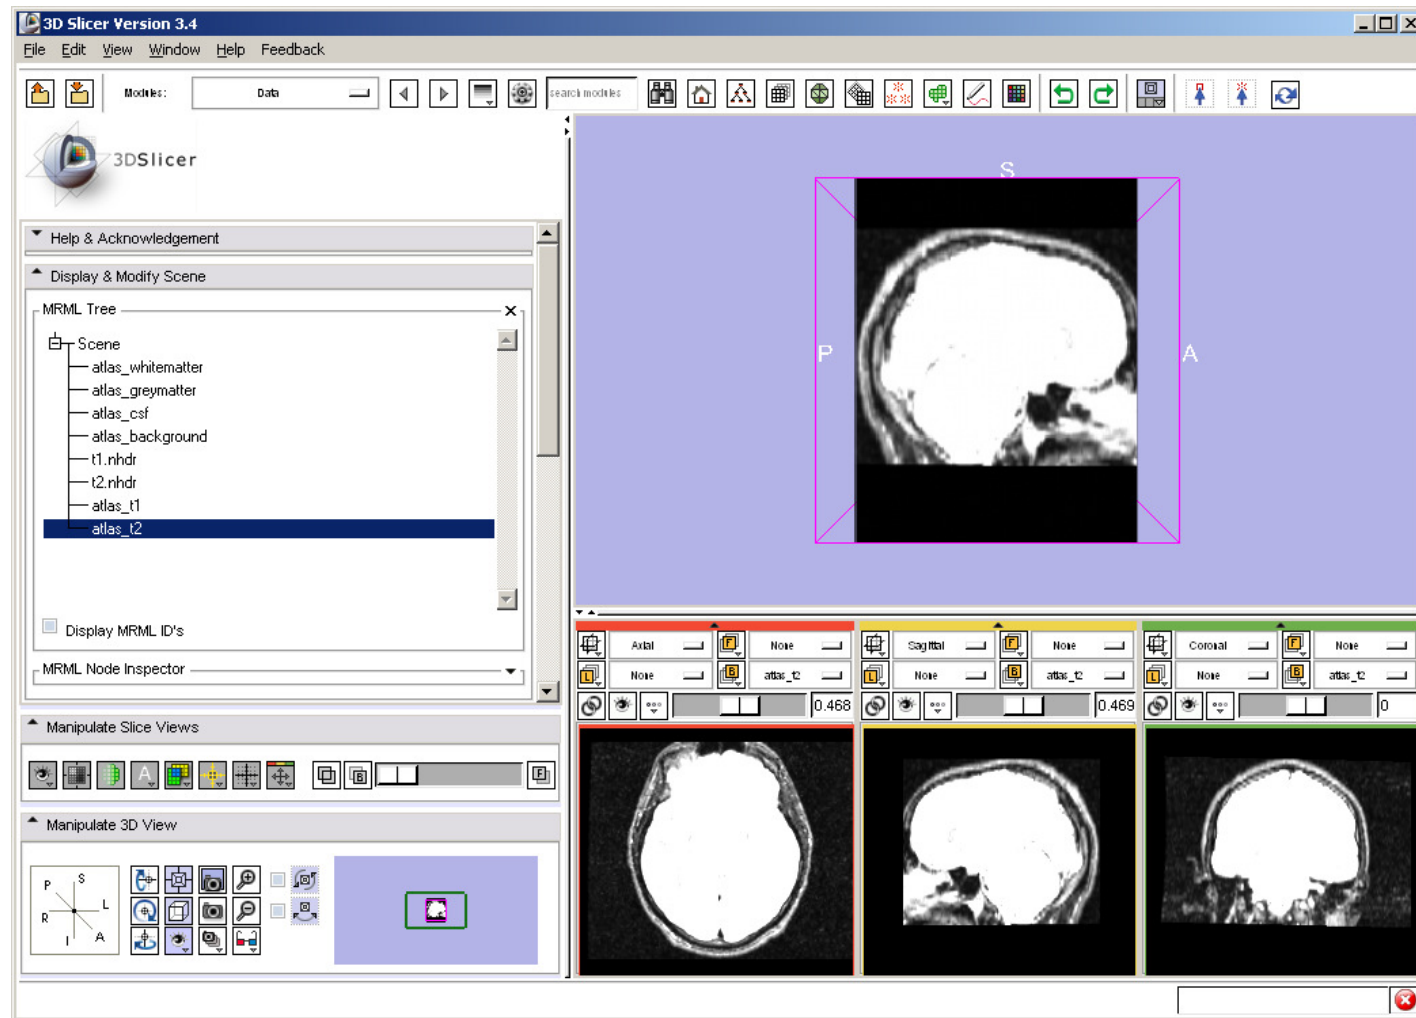 3D Slicer Version 3.4
File Edit View Window Help Feedback
Modules: Data search modules
3DSlicer
Help & Acknowledgement
Display & Modify Scene
MRML Tree
Scene
atlas_whitematter
atlas_greymatter
atlas_csf
atlas_background
t1.nhdr
t2.nhdr
atlas_t1
atlas_t2
Display MRML ID's
MRML Node Inspector
Manipulate Slice Views
A B F
Manipulate 3D View
P S
R L
I A
S
P A
Axial F None Sagittal F None Coronal F None
L None B atlas_t2 L None B atlas_t2 L None B atlas_t2
0.468 0.469 0